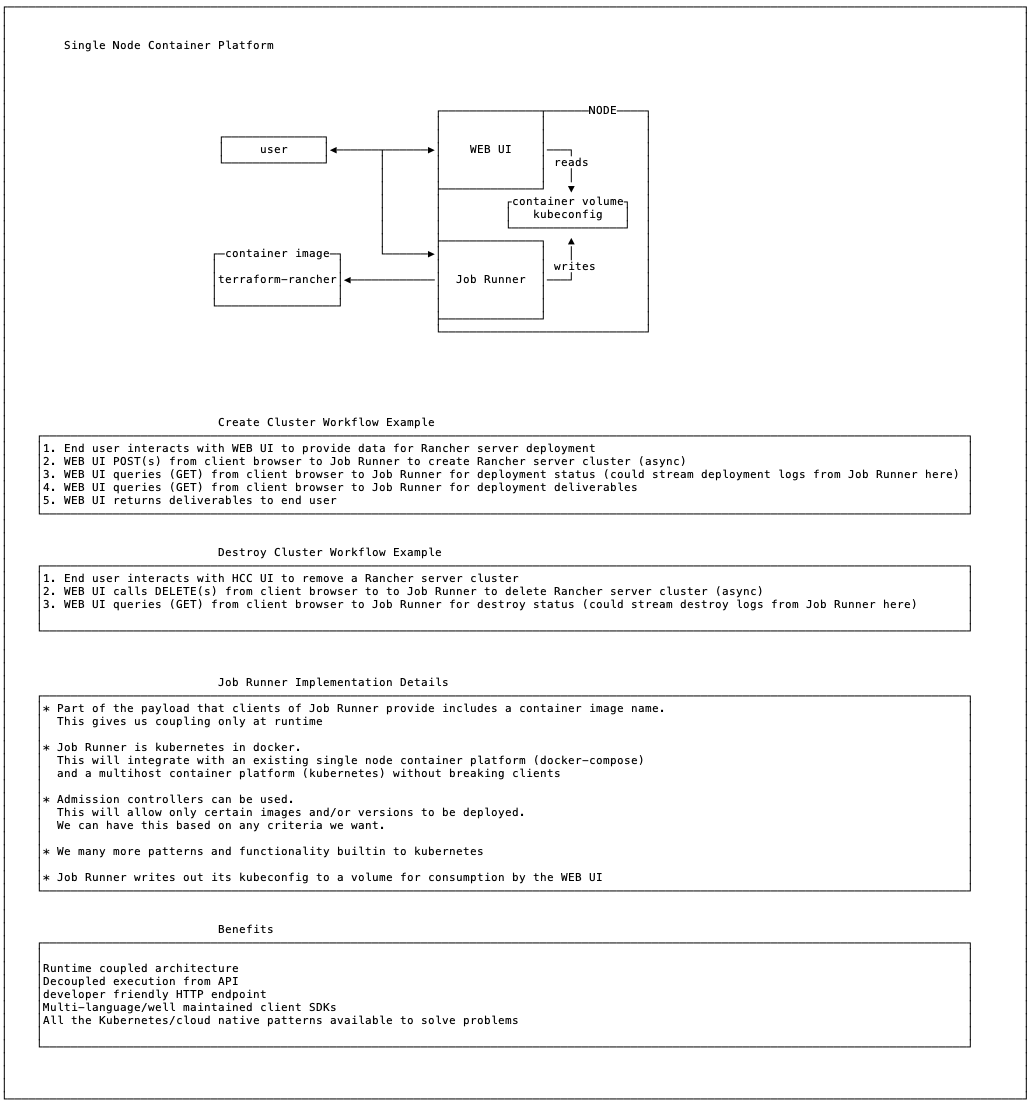 Single Node Container Platform
NODE
user
WEB UI
reads
container volume
kubeconfig
container image
terraform-rancher
writes
Job Runner
Create Cluster Workflow Example
1. End user interacts with WEB UI to provide data for Rancher server deployment
2. WEB UI POST(s) from client browser to Job Runner to create Rancher server cluster (async)
3. WEB UI queries (GET) from client browser to Job Runner for deployment status (could stream deployment logs from Job Runner here)
4. WEB UI queries (GET) from client browser to Job Runner for deployment deliverables
5. WEB UI returns deliverables to end user
Destroy Cluster Workflow Example
1. End user interacts with HCC UI to remove a Rancher server cluster
2. WEB UI calls DELETE(s) from client browser to to Job Runner to delete Rancher server cluster (async)
3. WEB UI queries (GET) from client browser to Job Runner for destroy status (could stream destroy logs from Job Runner here)
Job Runner Implementation Details
* Part of the payload that clients of Job Runner provide includes a container image name.
This gives us coupling only at runtime
* Job Runner is kubernetes in docker.
This will integrate with an existing single node container platform (docker-compose)
and a multihost container platform (kubernetes) without breaking clients
* Admission controllers can be used.
This will allow only certain images and/or versions to be deployed.
We can have this based on any criteria we want.
* We many more patterns and functionality builtin to kubernetes
* Job Runner writes out its kubeconfig to a volume for consumption by the WEB UI
Benefits
Runtime coupled architecture
Decoupled execution from API
developer friendly HTTP endpoint
Multi-language/well maintained client SDKs
All the Kubernetes/cloud native patterns available to solve problems